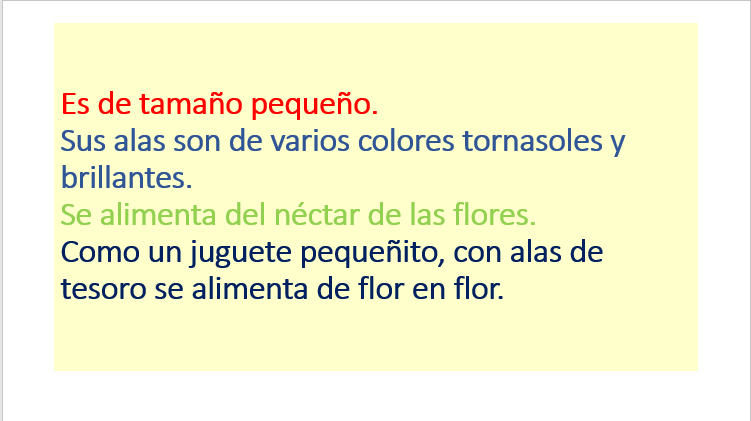 Es de tamaño pequeño.
Sus alas son de varios colores tornasoles y
brillantes.
Se alimenta del néctar de las flores.
Como un juguete pequeñito, con alas de
tesoro se alimenta de flor en flor.